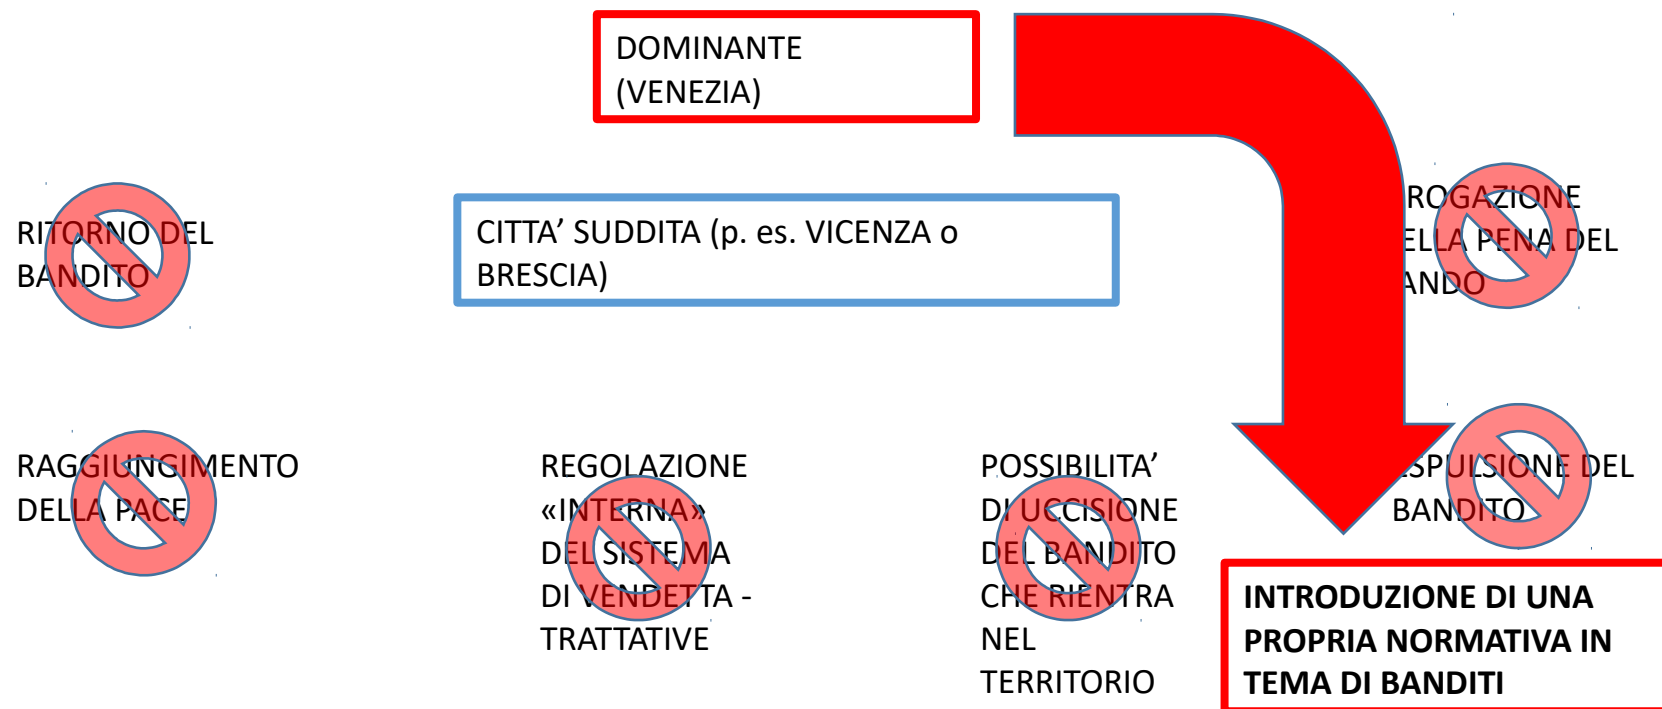 DOMINANTE
(VENEZIA)
RITORNO DEL
BANDITO
CITTA’ SUDDITA (p. es. VICENZA o
BRESCIA)
ROGAZIONE
ELLA PENA DEL
ANDO
RAGGIUNGIMENTO
DELLA PACE
REGOLAZIONE
«INTERNA»
DEL SISTEMA
DI VENDETTA -
TRATTATIVE
POSSIBILITA’
DI UCCISIONE
DEL BANDITO
CHE RIENTRA
NEL
TERRITORIO
ESPULSIONE DEL
BANDITO
INTRODUZIONE DI UNA
PROPRIA NORMATIVA IN
TEMA DI BANDITI